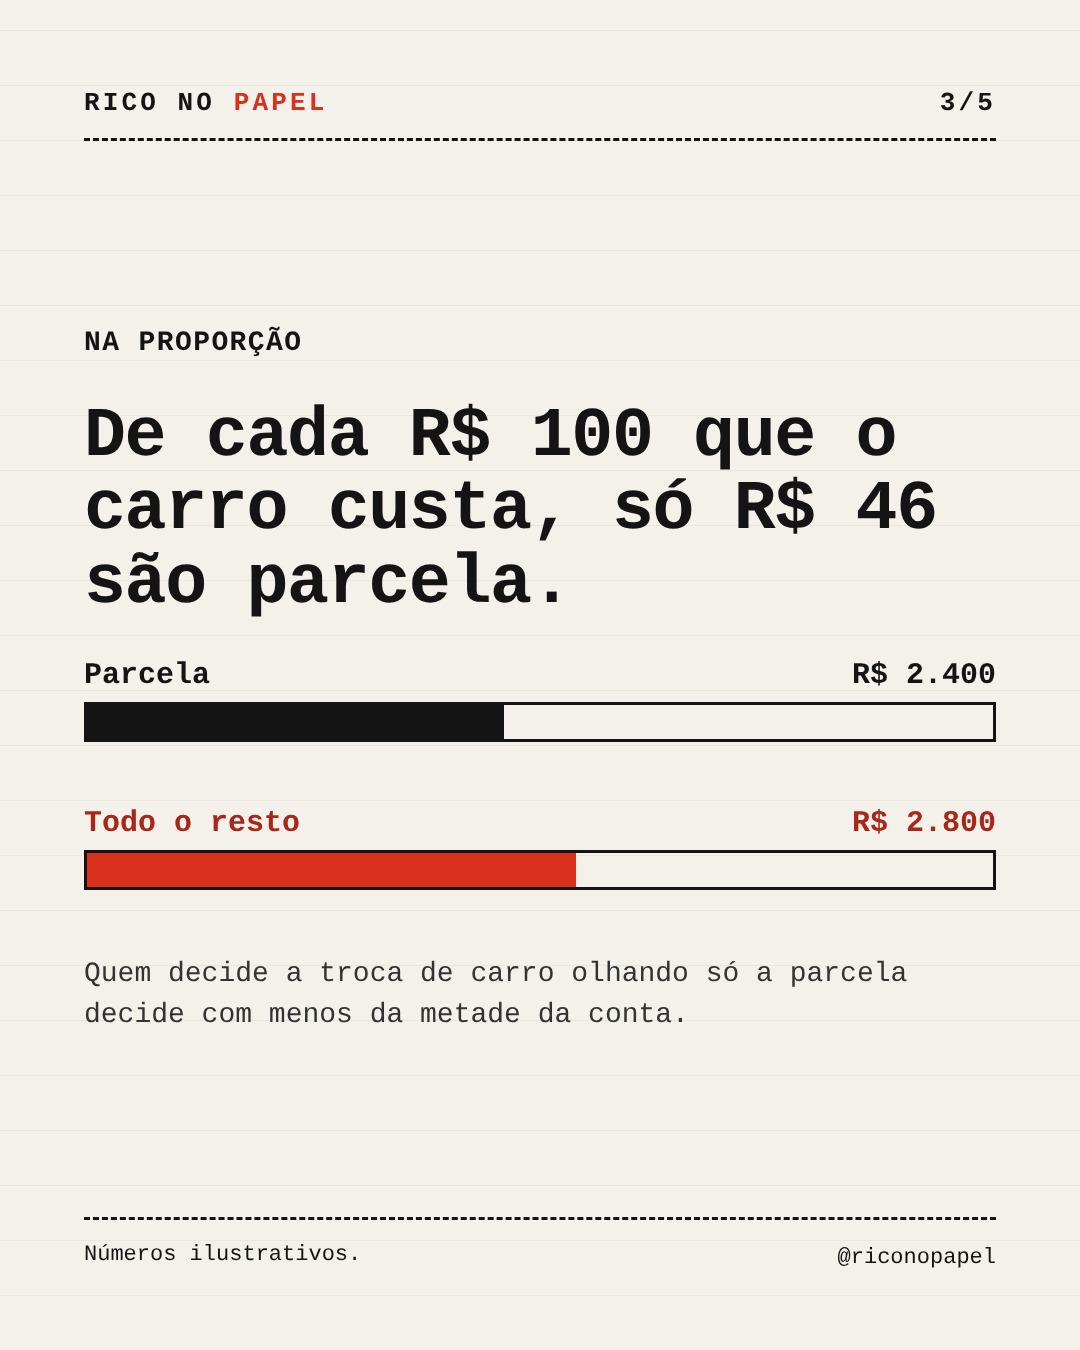 RICO NO PAPEL 3/5
NA PROPORÇÃO
De cada R$ 100 que o
carro custa, só R$ 46
são parcela.
Parcela R$ 2.400
Todo o resto R$ 2.800
Quem decide a troca de carro olhando só a parcela
decide com menos da metade da conta.
Números ilustrativos. @riconopapel